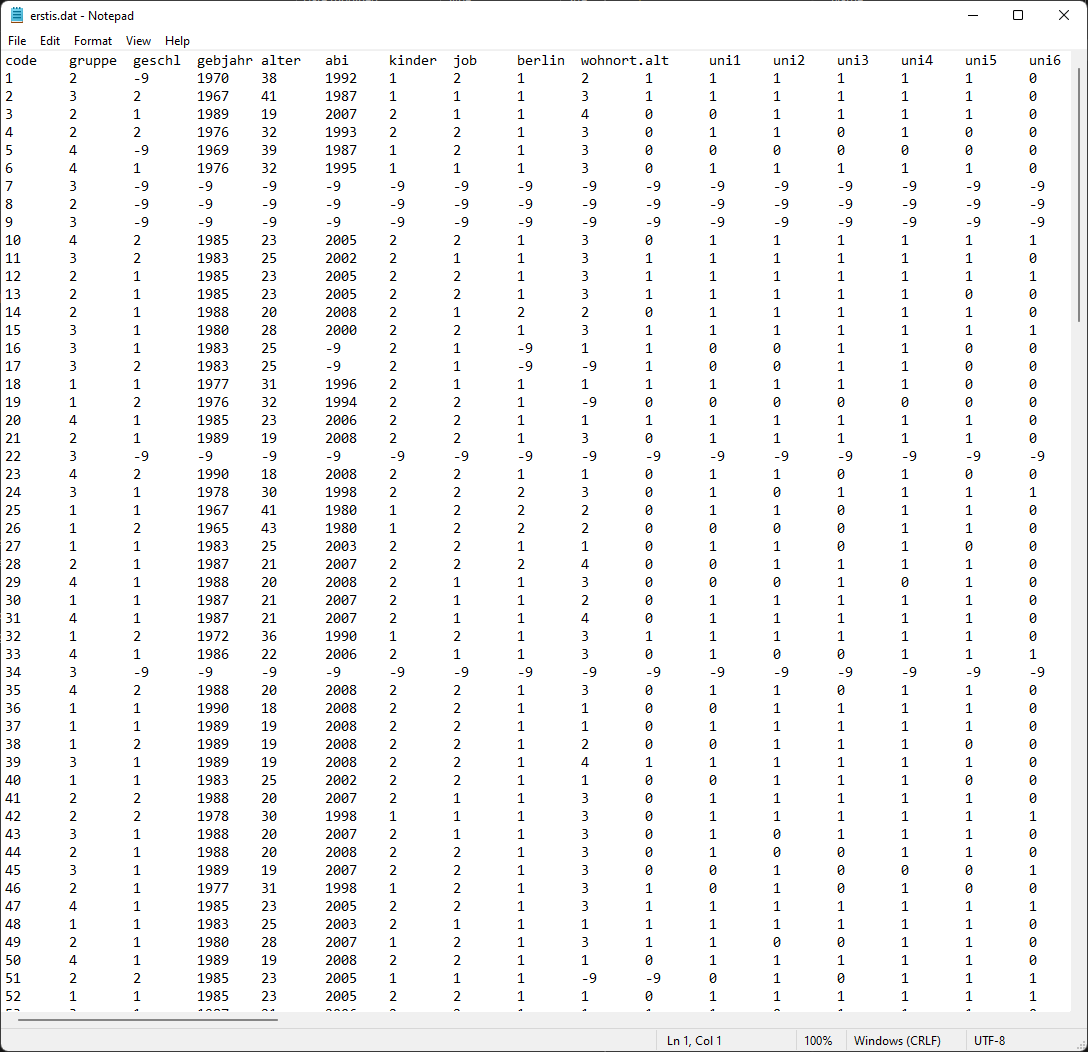 erstis.dat - Notepad
File Edit Format View Help
code gruppe geschl gebjahr alter abi kinder job berlin wohnort.alt uni1 uni2 uni3 uni4 uni5 uni6
1 2 -9 1970 38 1992 1 2 1 2 1 1 1 1 1 1 0
2 3 2 1967 41 1987 1 1 1 3 1 1 1 1 1 1 0
3 2 1 1989 19 2007 2 1 1 4 0 0 1 1 1 1 0
4 2 2 1976 32 1993 2 2 1 3 0 1 1 0 1 0 0
5 4 -9 1969 39 1987 1 2 1 3 0 0 0 0 0 0 0
6 4 1 1976 32 1995 1 1 1 3 0 1 1 1 1 1 0
7 3 -9 -9 -9 -9 -9 -9 -9 -9 -9 -9 -9 -9 -9 -9 -9
8 2 -9 -9 -9 -9 -9 -9 -9 -9 -9 -9 -9 -9 -9 -9 -9
9 3 -9 -9 -9 -9 -9 -9 -9 -9 -9 -9 -9 -9 -9 -9 -9
10 4 2 1985 23 2005 2 2 1 3 0 1 1 1 1 1 1
11 3 2 1983 25 2002 2 1 1 3 1 1 1 1 1 1 0
12 2 1 1985 23 2005 2 2 1 3 1 1 1 1 1 1 1
13 2 1 1985 23 2005 2 2 1 3 1 1 1 1 1 0 0
14 2 1 1988 20 2008 2 1 2 2 0 1 1 1 1 1 0
15 3 1 1980 28 2000 2 2 1 3 1 1 1 1 1 1 1
16 3 1 1983 25 -9 2 1 -9 1 1 0 0 1 1 0 0
17 3 2 1983 25 -9 2 1 -9 -9 1 0 0 1 1 0 0
18 1 1 1977 31 1996 2 1 1 1 1 1 1 1 1 0 0
19 1 2 1976 32 1994 2 2 1 -9 0 0 0 0 0 0 0
20 4 1 1985 23 2006 2 2 1 1 1 1 1 1 1 1 0
21 2 1 1989 19 2008 2 2 1 3 0 1 1 1 1 1 0
22 3 -9 -9 -9 -9 -9 -9 -9 -9 -9 -9 -9 -9 -9 -9 -9
23 4 2 1990 18 2008 2 2 1 1 0 1 1 0 1 0 0
24 3 1 1978 30 1998 2 2 2 3 0 1 0 1 1 1 1
25 1 1 1967 41 1980 1 2 2 2 0 1 1 0 1 1 0
26 1 2 1965 43 1980 1 2 2 2 0 0 0 0 1 1 0
27 1 1 1983 25 2003 2 2 1 1 0 1 1 0 1 0 0
28 2 1 1987 21 2007 2 2 2 4 0 0 1 1 1 1 0
29 4 1 1988 20 2008 2 1 1 3 0 0 0 1 0 1 0
30 1 1 1987 21 2007 2 1 1 2 0 1 1 1 1 1 0
31 4 1 1987 21 2007 2 1 1 4 0 1 1 1 1 1 0
32 1 2 1972 36 1990 1 2 1 3 1 1 1 1 1 1 0
33 4 1 1986 22 2006 2 1 1 3 0 1 0 0 1 1 1
34 3 -9 -9 -9 -9 -9 -9 -9 -9 -9 -9 -9 -9 -9 -9 -9
35 4 2 1988 20 2008 2 2 1 3 0 1 1 0 1 1 0
36 1 1 1990 18 2008 2 2 1 1 0 0 1 1 1 1 0
37 1 1 1989 19 2008 2 2 1 1 0 1 1 1 1 1 0
38 1 2 1989 19 2008 2 2 1 2 0 0 1 1 1 0 0
39 3 1 1989 19 2008 2 2 1 4 1 1 1 1 1 1 0
40 1 1 1983 25 2002 2 2 1 1 0 0 1 1 1 0 0
41 2 2 1988 20 2007 2 1 1 3 0 1 1 1 1 1 0
42 2 2 1978 30 1998 1 1 1 3 0 1 1 1 1 1 1
43 3 1 1988 20 2007 2 1 1 3 0 1 0 1 1 1 0
44 2 1 1988 20 2008 2 2 1 3 0 1 0 0 1 1 0
45 3 1 1989 19 2007 2 2 1 3 0 0 1 0 0 0 1
46 2 1 1977 31 1998 1 2 1 3 1 0 1 0 1 0 0
47 4 1 1985 23 2005 2 2 1 3 1 1 1 1 1 1 1
48 1 1 1983 25 2003 2 1 1 1 1 1 1 1 1 1 0
49 2 1 1980 28 2007 1 2 1 3 1 1 0 0 1 1 0
50 4 1 1989 19 2008 2 2 1 1 0 1 1 1 1 1 0
51 2 2 1985 23 2005 1 1 1 -9 -9 0 1 0 1 1 1
52 1 1 1985 23 2005 2 2 1 1 0 1 1 1 1 1 1
Ln 1, Col 1 100% Windows (CRLF) UTF-8